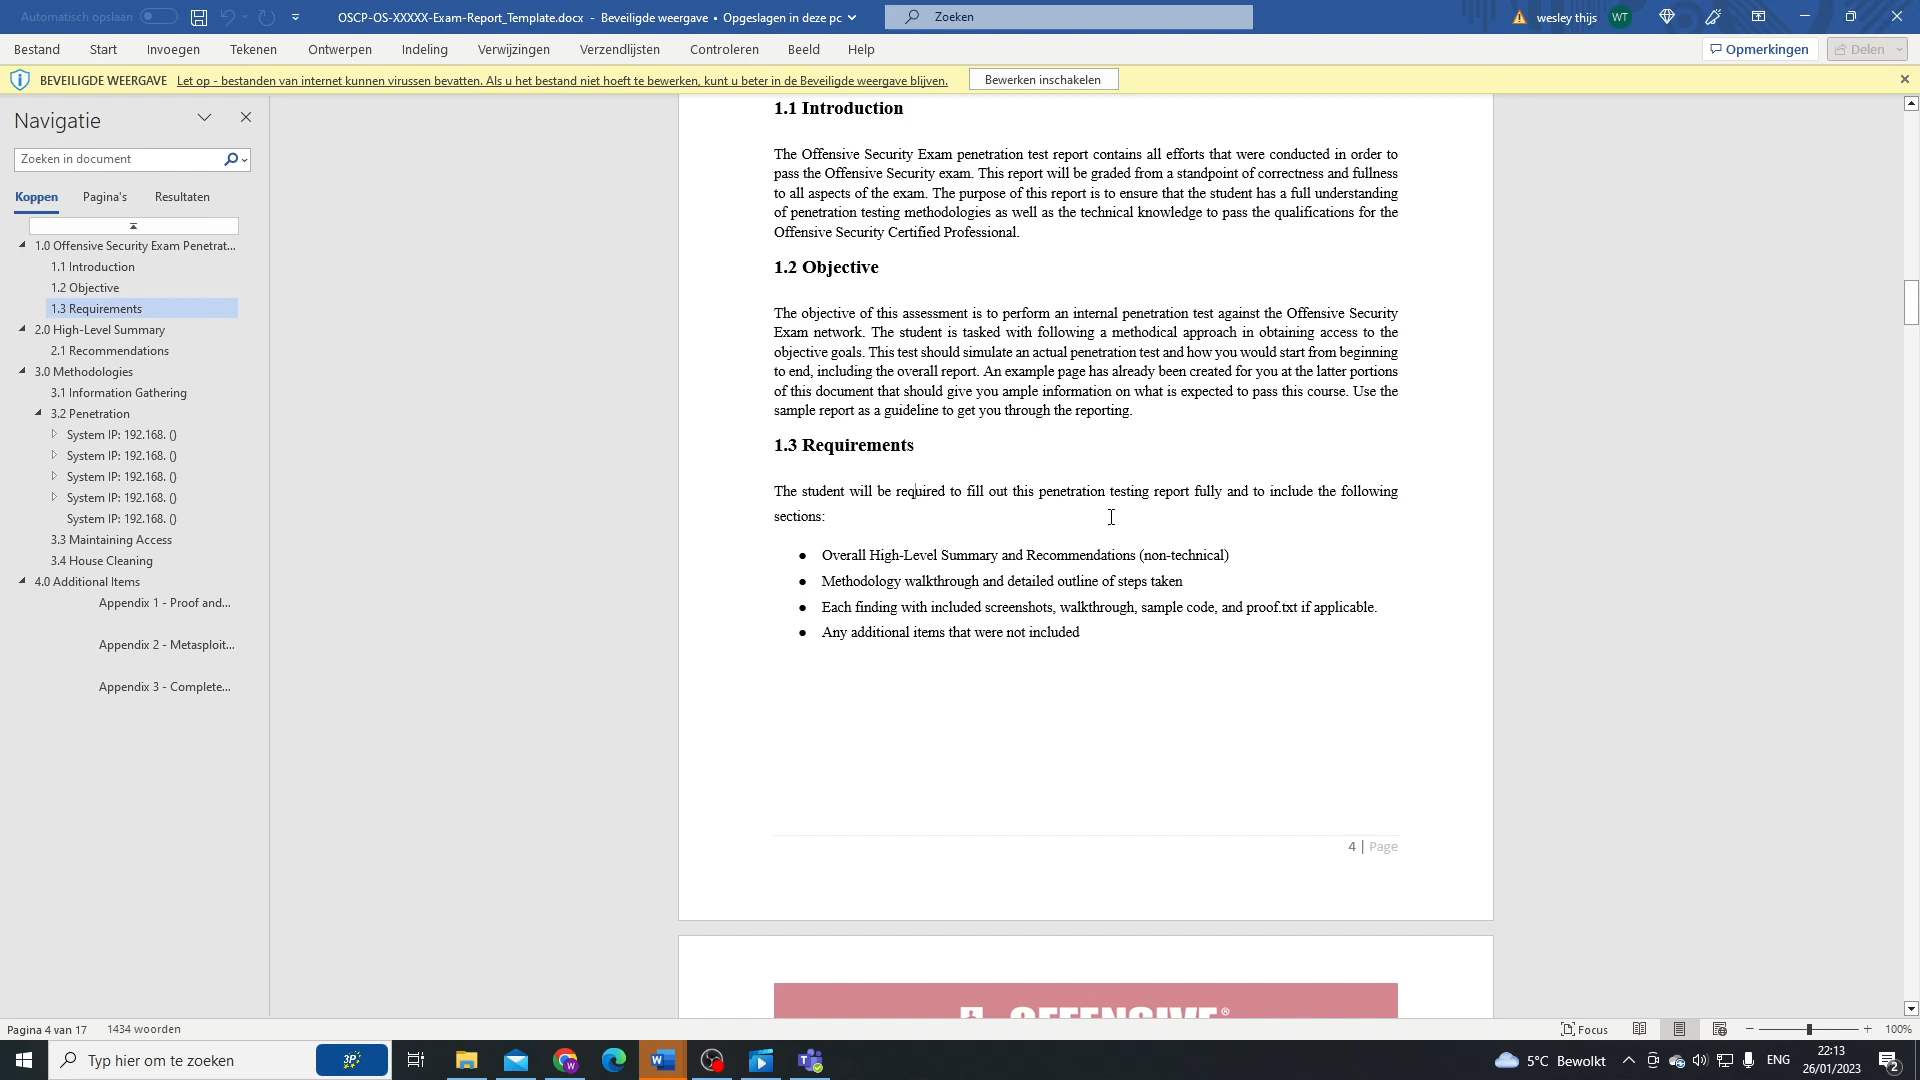 Automatisch opslaan
OSCP-OS-XXXXX-Exam-Report_Template.docx - Beveiligde weergave • Opgeslagen in deze pc
Zoeken
wesley thijs WT
Bestand Start Invoegen Tekenen Ontwerpen Indeling Verwijzingen Verzendlijsten Controleren Beeld Help
Opmerkingen Delen
BEVEILIGDE WEERGAVE Let op - bestanden van internet kunnen virussen bevatten. Als u het bestand niet hoeft te bewerken, kunt u beter in de Beveiligde weergave blijven. Bewerken inschakelen
Navigatie
Zoeken in document
Koppen Pagina's Resultaten
1.0 Offensive Security Exam Penetrat...
1.1 Introduction
1.2 Objective
1.3 Requirements
2.0 High-Level Summary
2.1 Recommendations
3.0 Methodologies
3.1 Information Gathering
3.2 Penetration
System IP: 192.168. ()
System IP: 192.168. ()
System IP: 192.168. ()
System IP: 192.168. ()
System IP: 192.168. ()
3.3 Maintaining Access
3.4 House Cleaning
4.0 Additional Items
Appendix 1 - Proof and...
Appendix 2 - Metasploit...
Appendix 3 - Complete...
1.1 Introduction
The Offensive Security Exam penetration test report contains all efforts that were conducted in order to
pass the Offensive Security exam. This report will be graded from a standpoint of correctness and fullness
to all aspects of the exam. The purpose of this report is to ensure that the student has a full understanding
of penetration testing methodologies as well as the technical knowledge to pass the qualifications for the
Offensive Security Certified Professional.
1.2 Objective
The objective of this assessment is to perform an internal penetration test against the Offensive Security
Exam network. The student is tasked with following a methodical approach in obtaining access to the
objective goals. This test should simulate an actual penetration test and how you would start from beginning
to end, including the overall report. An example page has already been created for you at the latter portions
of this document that should give you ample information on what is expected to pass this course. Use the
sample report as a guideline to get you through the reporting.
1.3 Requirements
The student will be required to fill out this penetration testing report fully and to include the following
sections:
● Overall High-Level Summary and Recommendations (non-technical)
● Methodology walkthrough and detailed outline of steps taken
● Each finding with included screenshots, walkthrough, sample code, and proof.txt if applicable.
● Any additional items that were not included
4 | Page
OFFENSIVE®
Pagina 4 van 17 1434 woorden
Focus
100%
Typ hier om te zoeken
5°C Bewolkt
ENG
22:13
26/01/2023
2